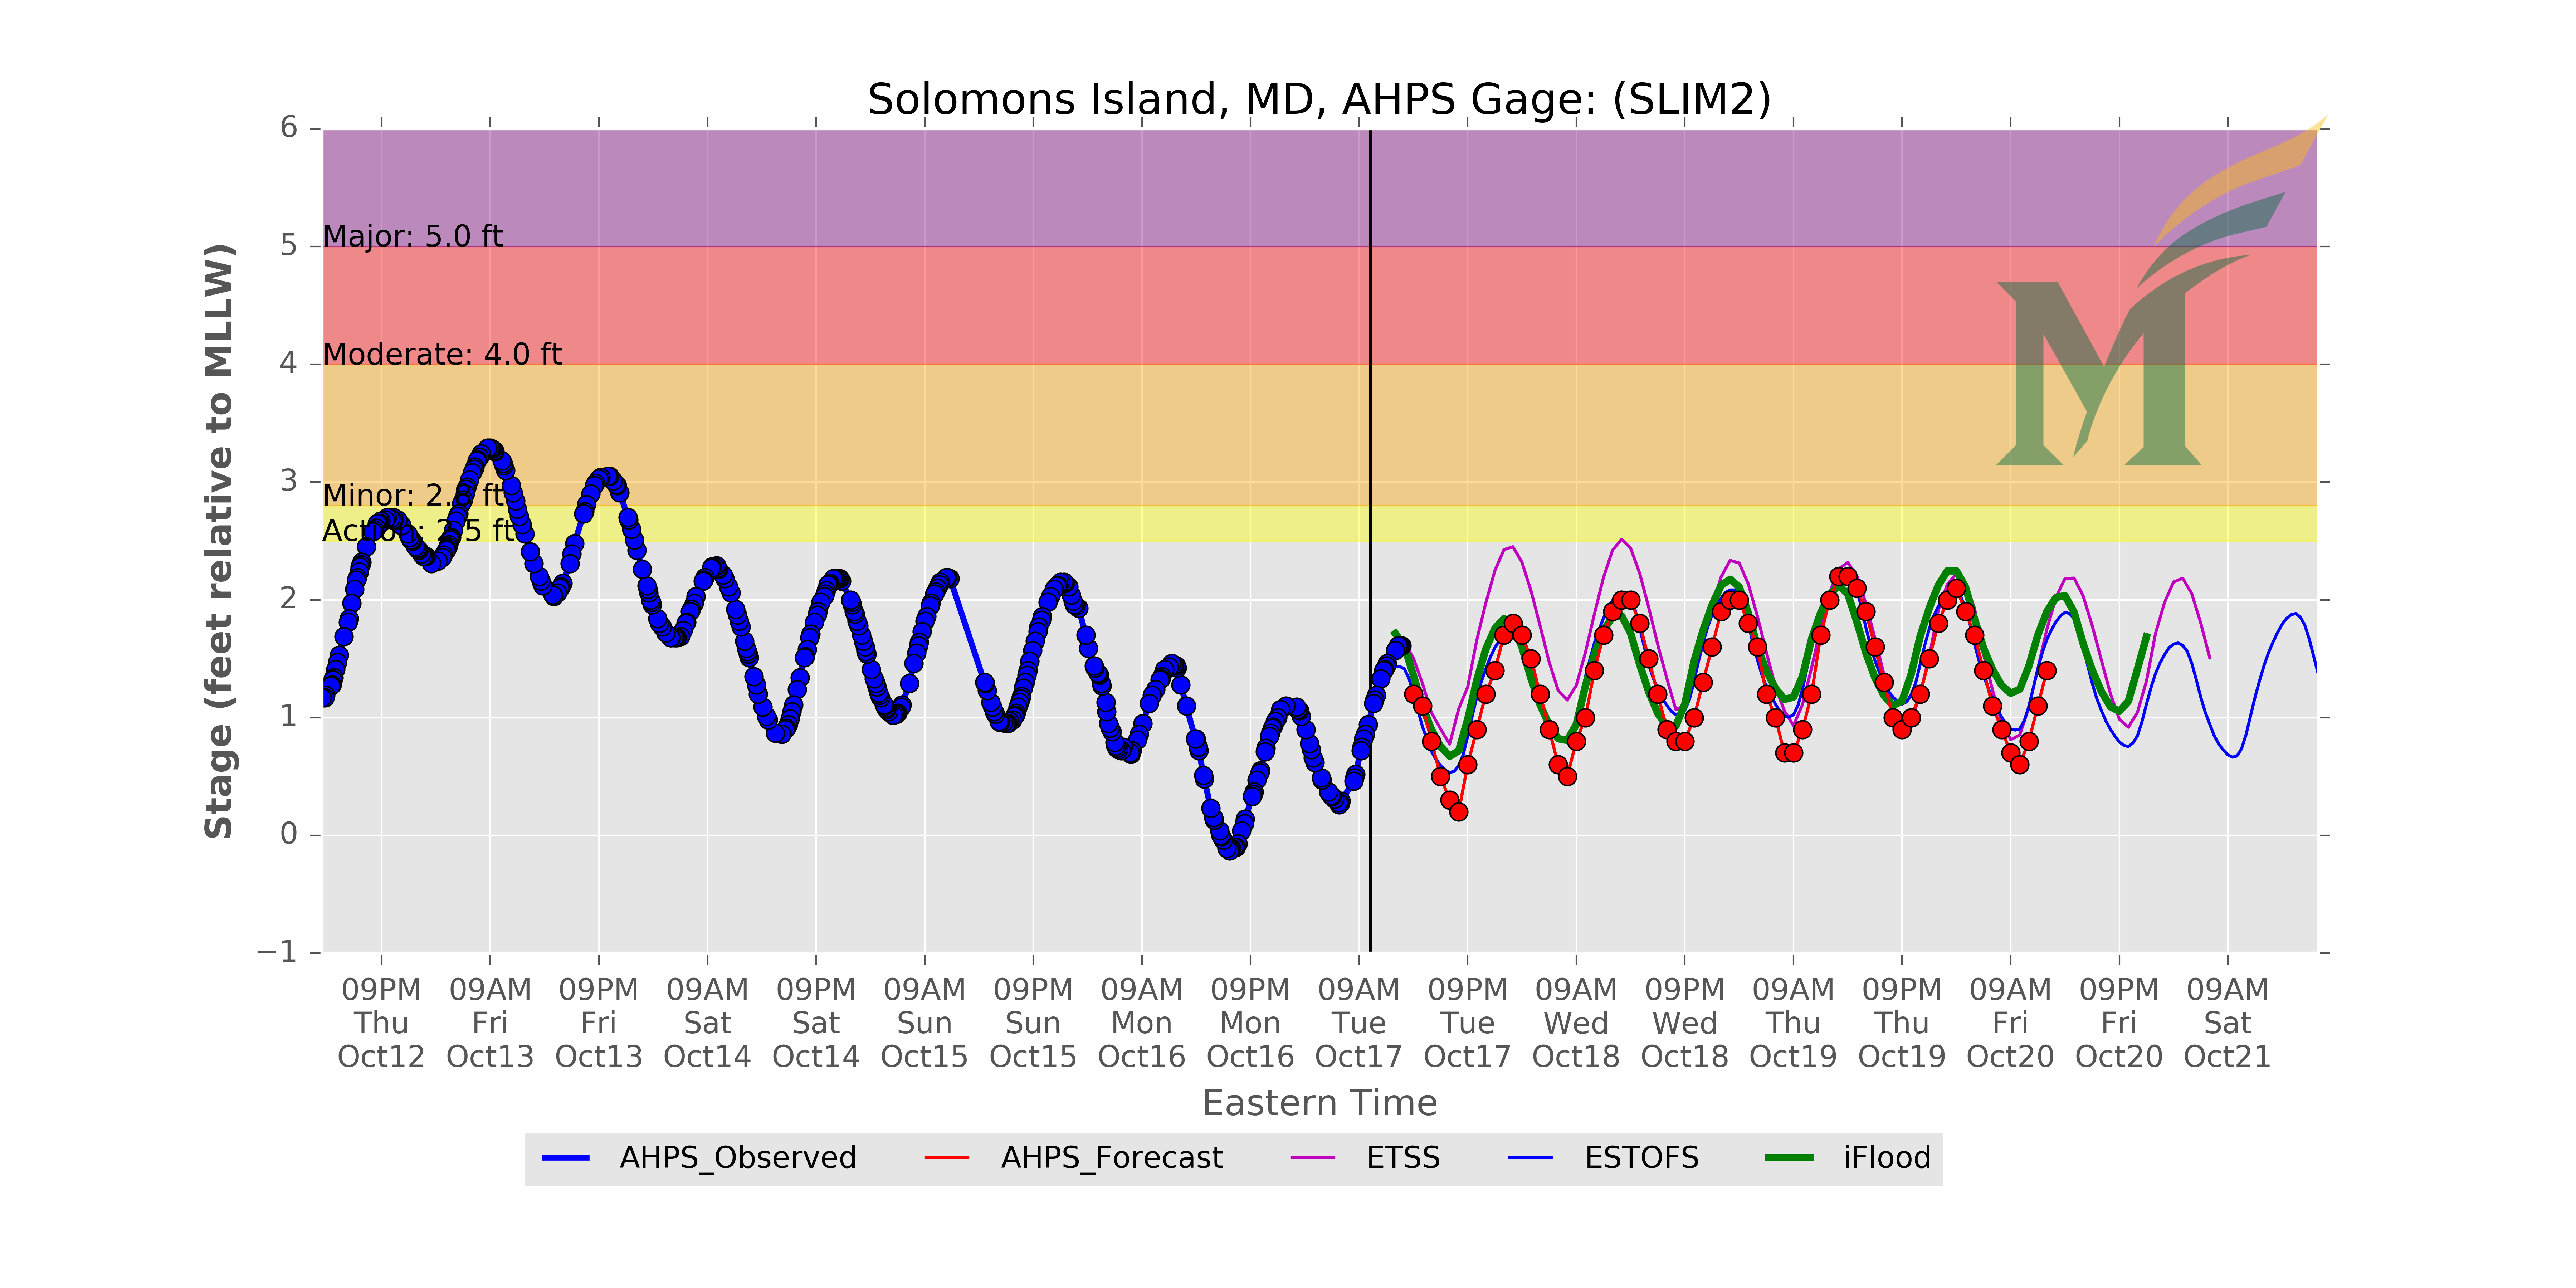 Solomons Island, MD, AHPS Gage: (SLIM2)
6
5
4
3
2
1
0
−1
Stage (feet relative to MLLW)
Major: 5.0 ft
Moderate: 4.0 ft
Minor: 2. ft
2.5 ft
09PM 09AM 09PM 09AM 09PM 09AM 09PM 09AM 09PM 09AM 09PM 09AM 09PM 09AM 09PM 09AM 09PM 09AM
Thu Fri Fri Sat Sat Sun Sun Mon Mon Tue Tue Wed Wed Thu Thu Fri Fri Sat
Oct12 Oct13 Oct13 Oct14 Oct14 Oct15 Oct15 Oct16 Oct16 Oct17 Oct17 Oct18 Oct18 Oct19 Oct19 Oct20 Oct20 Oct21
Eastern Time
AHPS_Observed AHPS_Forecast ETSS ESTOFS iFlood
M